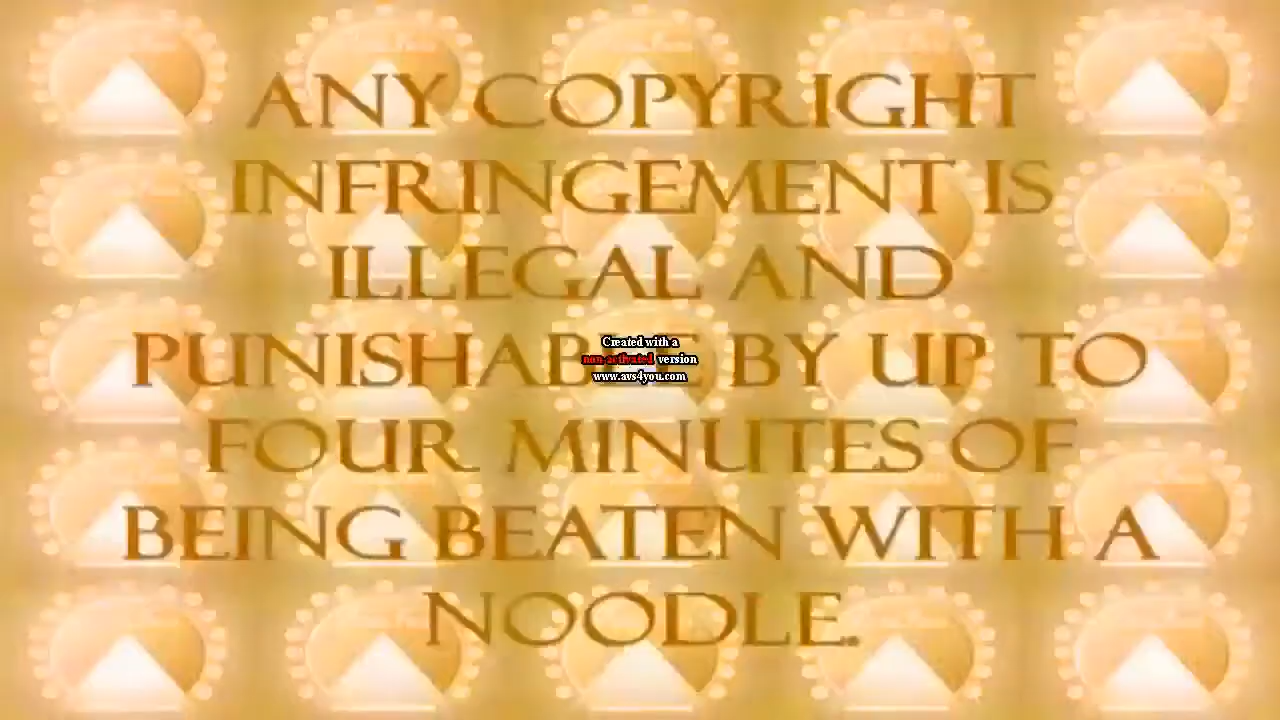 ANY COPYRIGHT
INFRINGEMENT IS
ILLEGAL AND
PUNISHABLE BY UP TO
FOUR MINUTES OF
BEING BEATEN WITH A
NOODLE.
Created with a
non-activated version
www.avs4you.com